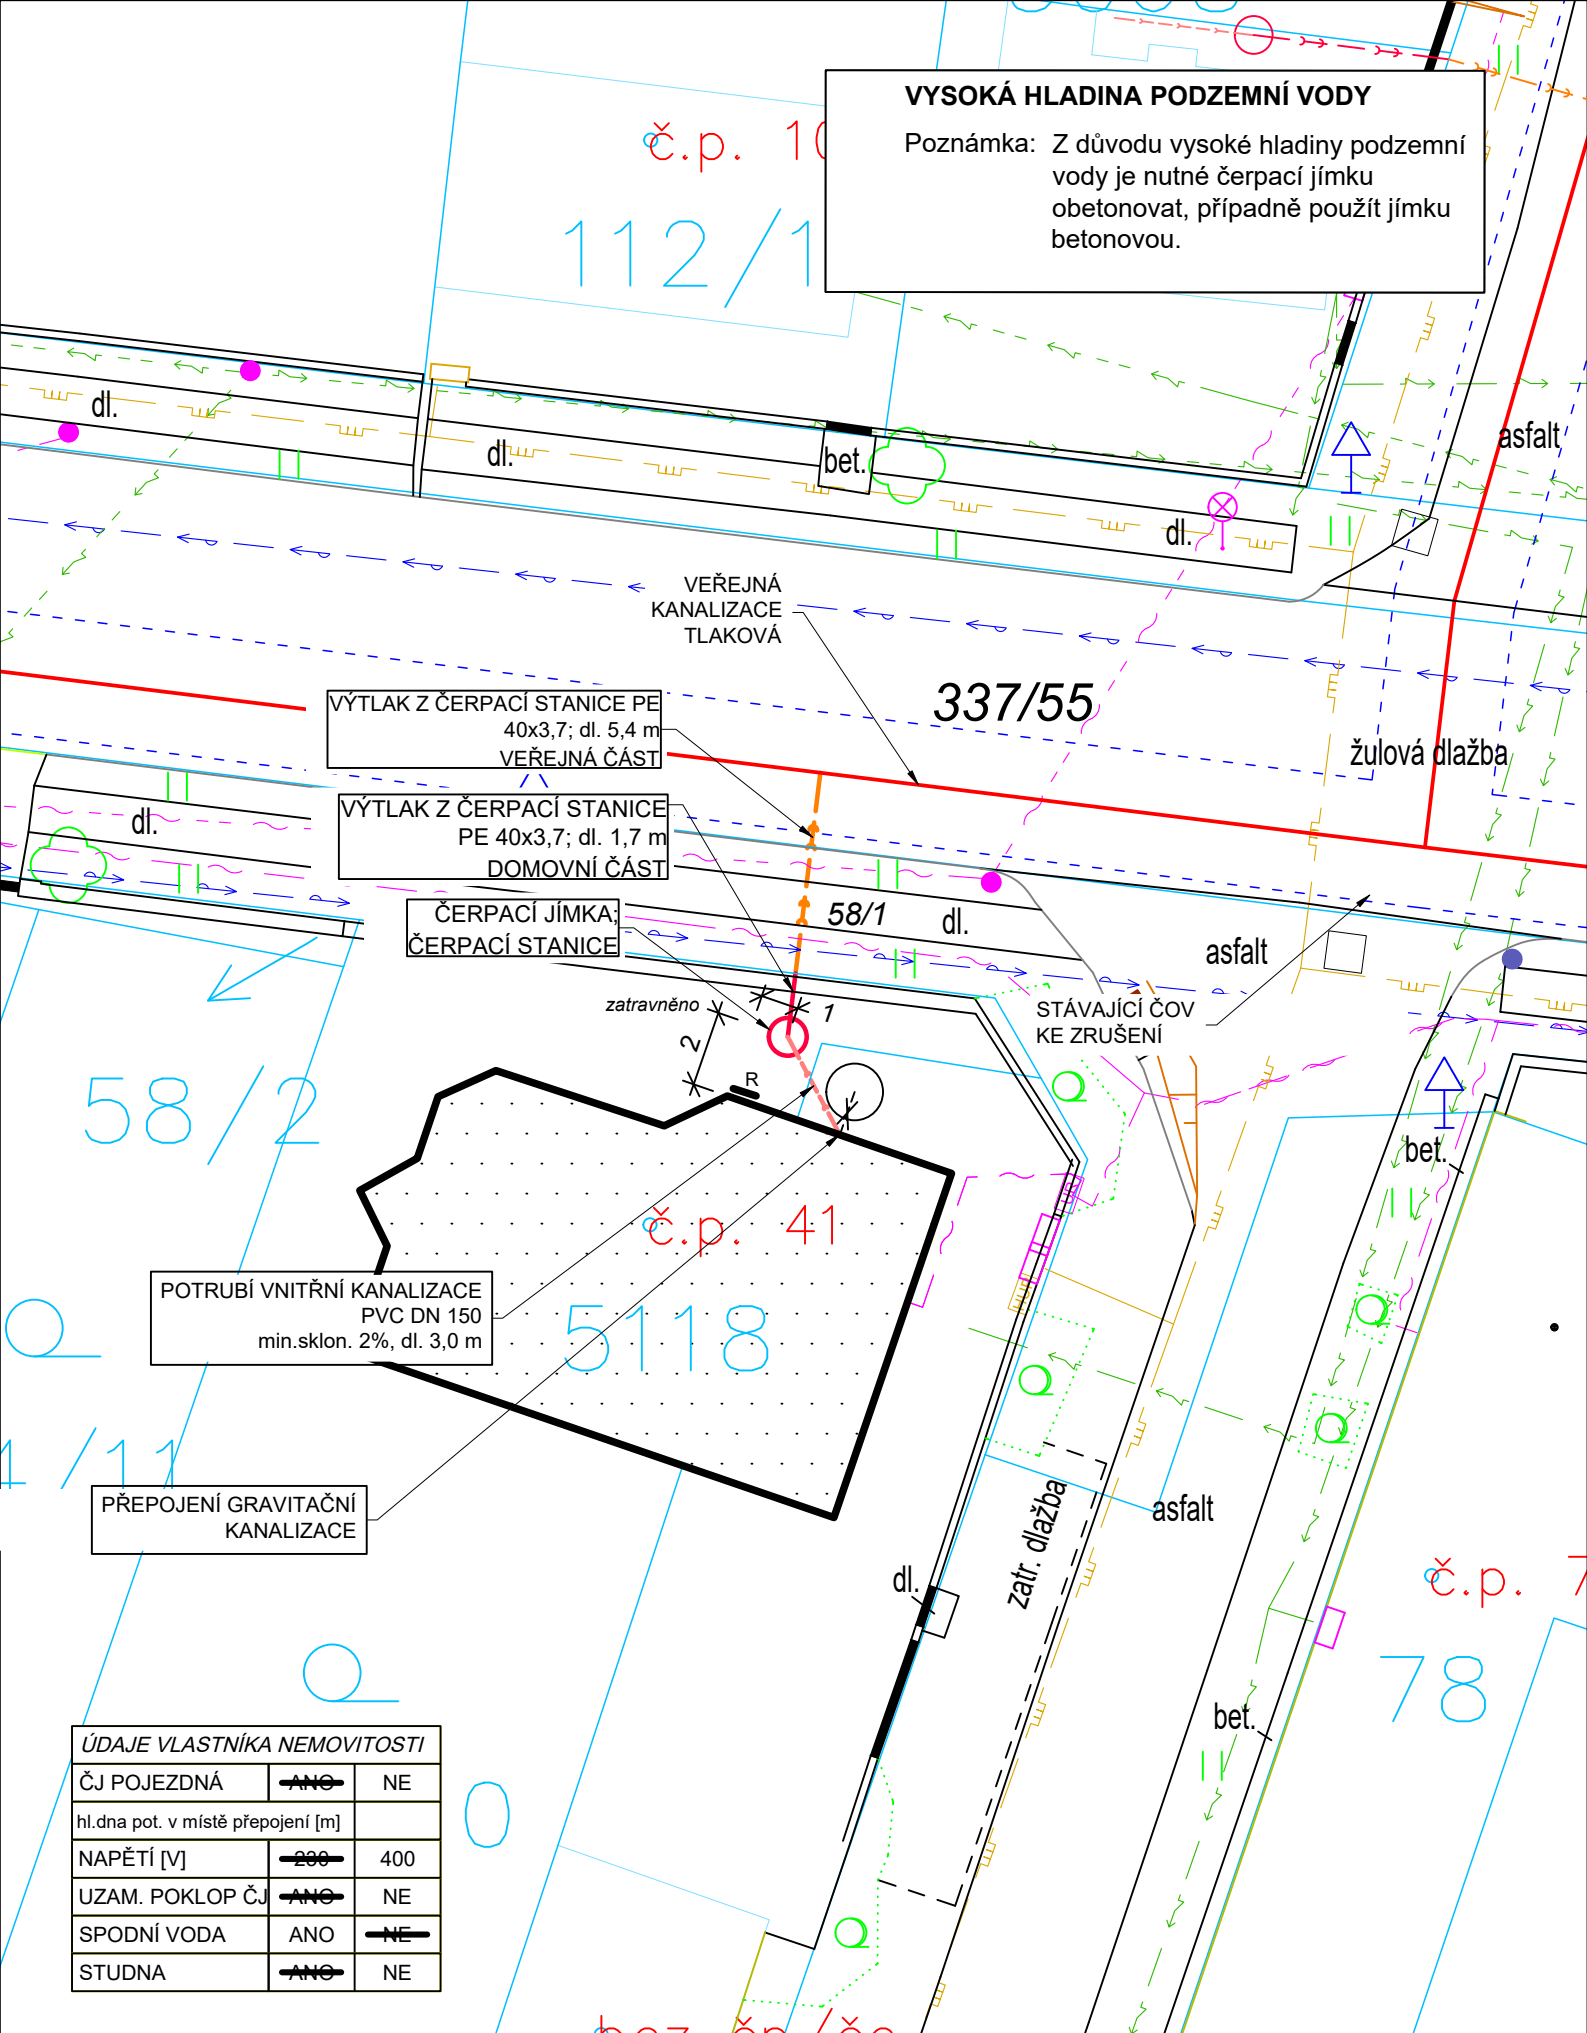 VYSOKÁ HLADINA PODZEMNÍ VODY
Poznámka: Z důvodu vysoké hladiny podzemní
vody je nutné čerpací jímku
obetonovat, případně použít jímku
betonovou.
č.p. 10
112/1
dl.
dl.
bet.
dl.
asfalt
VEŘEJNÁ
KANALIZACE
TLAKOVÁ
337/55
žulová dlažba
VÝTLAK Z ČERPACÍ STANICE PE
40x3,7; dl. 5,4 m
VEŘEJNÁ ČÁST
VÝTLAK Z ČERPACÍ STANICE
PE 40x3,7; dl. 1,7 m
DOMOVNÍ ČÁST
dl.
ČERPACÍ JÍMKA;
ČERPACÍ STANICE
58/1
dl.
asfalt
zatravněno
1
2
R
STÁVAJÍCÍ ČOV
KE ZRUŠENÍ
58/2
bet.
č.p. 41
5118
POTRUBÍ VNITŘNÍ KANALIZACE
PVC DN 150
min.sklon. 2%, dl. 3,0 m
/11
PŘEPOJENÍ GRAVITAČNÍ
KANALIZACE
asfalt
zatr. dlažba
dl.
č.p. 7
78
bet.
0
ÚDAJE VLASTNÍKA NEMOVITOSTI
ČJ POJEZDNÁ ANO NE
hl.dna pot. v místě přepojení [m]
NAPĚTÍ [V] 230 400
UZAM. POKLOP ČJ ANO NE
SPODNÍ VODA ANO NE
STUDNA ANO NE
bez čp/če